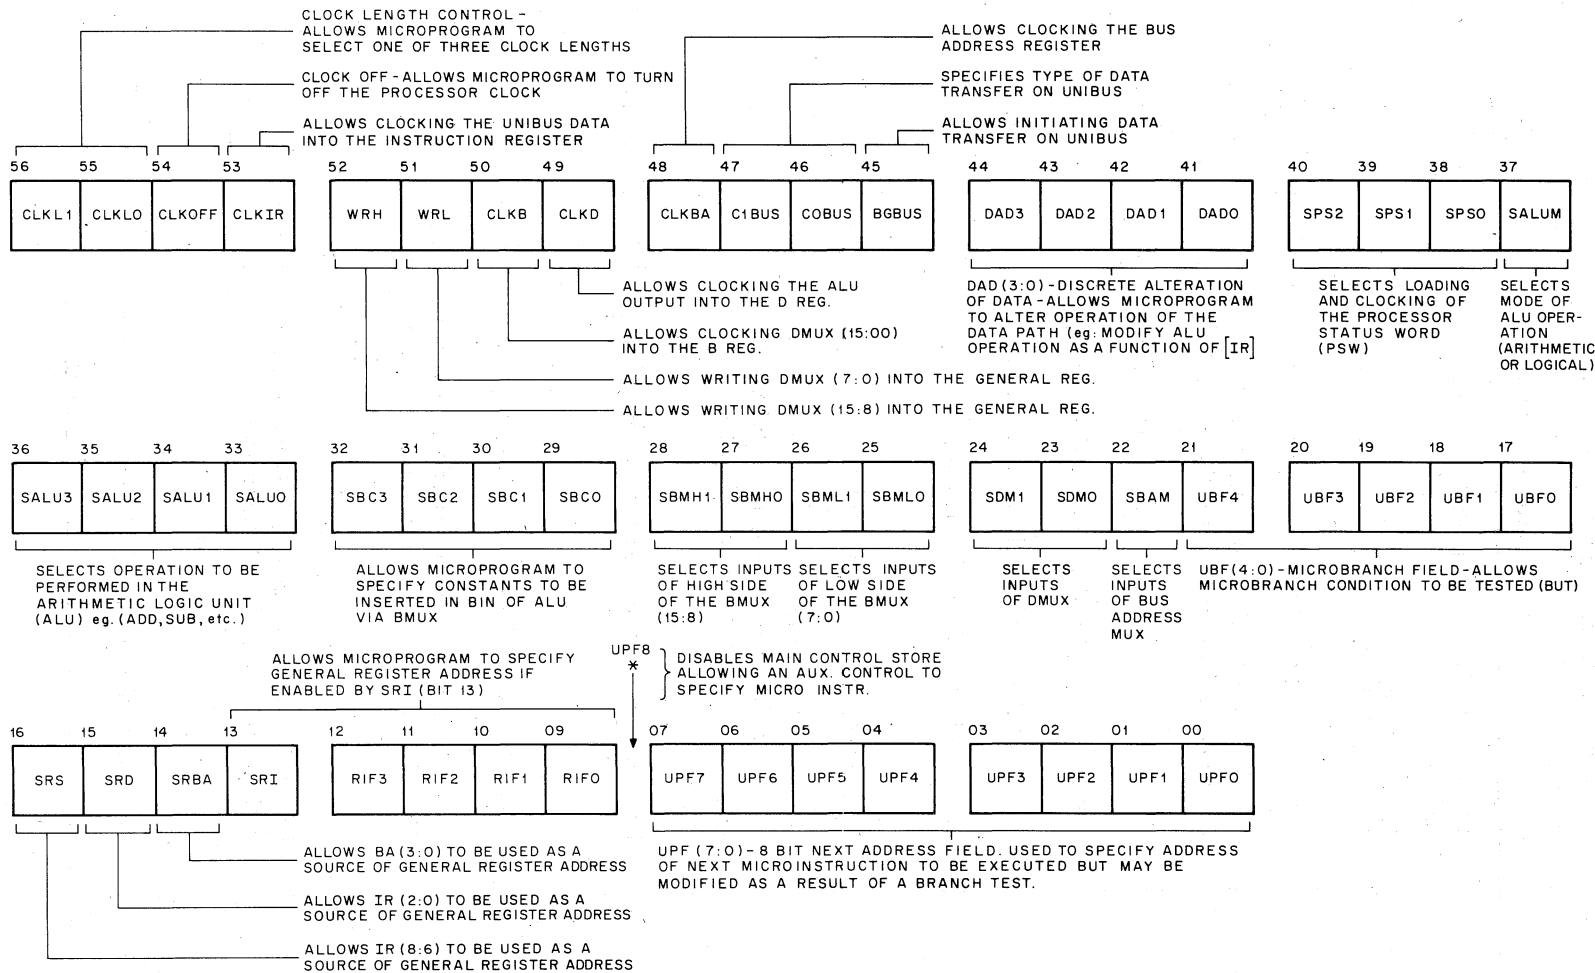 CLOCK LENGTH CONTROL -
ALLOWS MICROPROGRAM TO
SELECT ONE OF THREE CLOCK LENGTHS
CLOCK OFF - ALLOWS MICROPROGRAM TO TURN
OFF THE PROCESSOR CLOCK
ALLOWS CLOCKING THE UNIBUS DATA
INTO THE INSTRUCTION REGISTER
ALLOWS CLOCKING THE BUS
ADDRESS REGISTER
SPECIFIES TYPE OF DATA
TRANSFER ON UNIBUS
ALLOWS INITIATING DATA
TRANSFER ON UNIBUS
56 55 54 53 52 51 50 49 48 47 46 45 44 43 42 41 40 39 38 37
CLKL1 CLKL0 CLKOFF CLKIR WRH WRL CLKB CLKD CLKBA C1BUS C0BUS BGBUS DAD3 DAD2 DAD1 DAD0 SPS2 SPS1 SPS0 SALUM
ALLOWS CLOCKING THE ALU
OUTPUT INTO THE D REG.
ALLOWS CLOCKING DMUX (15:00)
INTO THE B REG.
ALLOWS WRITING DMUX (7:0) INTO THE GENERAL REG.
ALLOWS WRITING DMUX (15:8) INTO THE GENERAL REG.
DAD (3:0) - DISCRETE ALTERATION
OF DATA - ALLOWS MICROPROGRAM
TO ALTER OPERATION OF THE
DATA PATH (eg: MODIFY ALU
OPERATION AS A FUNCTION OF [IR]
SELECTS LOADING
AND CLOCKING OF
THE PROCESSOR
STATUS WORD
(PSW)
SELECTS
MODE OF
ALU OPER-
ATION
(ARITHMETIC
OR LOGICAL)
36 35 34 33 32 31 30 29 28 27 26 25 24 23 22 21 20 19 18 17
SALU3 SALU2 SALU1 SALU0 SBC3 SBC2 SBC1 SBC0 SBMH1 SBMH0 SBML1 SBML0 SDM1 SDM0 SBAM UBF4 UBF3 UBF2 UBF1 UBF0
SELECTS OPERATION TO BE
PERFORMED IN THE
ARITHMETIC LOGIC UNIT
(ALU) eg. (ADD, SUB, etc.)
ALLOWS MICROPROGRAM TO
SPECIFY CONSTANTS TO BE
INSERTED IN BIN OF ALU
VIA BMUX
SELECTS INPUTS
OF HIGH SIDE
OF THE BMUX
(15:8)
SELECTS INPUTS
OF LOW SIDE
OF THE BMUX
(7:0)
SELECTS
INPUTS
OF DMUX
SELECTS
INPUTS
OF BUS
ADDRESS
MUX
UBF (4:0) - MICROBRANCH FIELD - ALLOWS
MICROBRANCH CONDITION TO BE TESTED (BUT)
ALLOWS MICROPROGRAM TO SPECIFY
GENERAL REGISTER ADDRESS IF
ENABLED BY SRI (BIT 13)
UPF8
*
DISABLES MAIN CONTROL STORE
ALLOWING AN AUX. CONTROL TO
SPECIFY MICRO INSTR.
16 15 14 13 12 11 10 09 07 06 05 04 03 02 01 00
SRS SRD SRBA SRI RIF3 RIF2 RIF1 RIF0 UPF7 UPF6 UPF5 UPF4 UPF3 UPF2 UPF1 UPF0
ALLOWS BA (3:0) TO BE USED AS A
SOURCE OF GENERAL REGISTER ADDRESS
ALLOWS IR (2:0) TO BE USED AS A
SOURCE OF GENERAL REGISTER ADDRESS
ALLOWS IR (8:6) TO BE USED AS A
SOURCE OF GENERAL REGISTER ADDRESS
UPF (7:0) - 8 BIT NEXT ADDRESS FIELD. USED TO SPECIFY ADDRESS
OF NEXT MICROINSTRUCTION TO BE EXECUTED BUT MAY BE
MODIFIED AS A RESULT OF A BRANCH TEST.